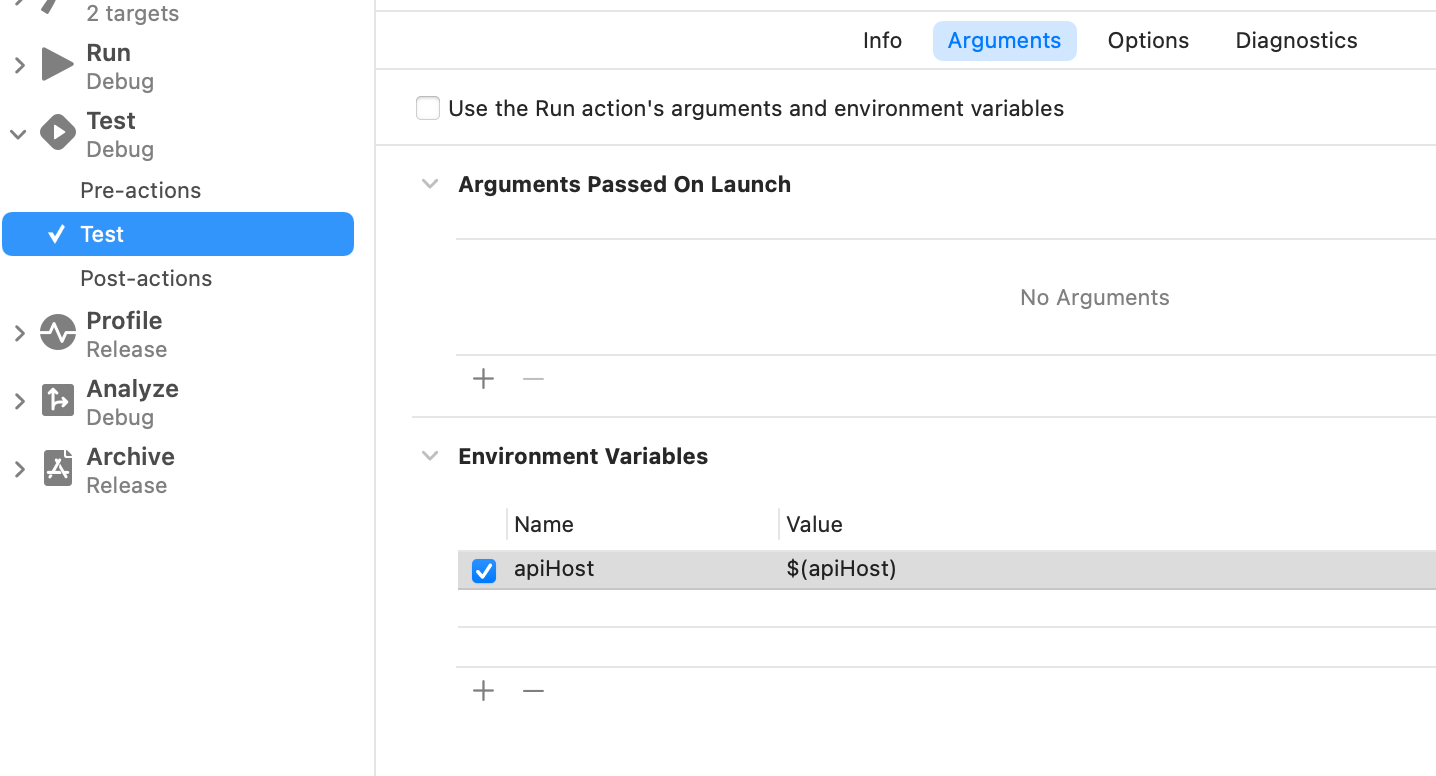 2 targets
Run
Debug
Test
Debug
Pre-actions
Test
Post-actions
Profile
Release
Analyze
Debug
Archive
Release
Info Arguments Options Diagnostics
Use the Run action's arguments and environment variables
Arguments Passed On Launch
No Arguments
Environment Variables
Name Value
apiHost $(apiHost)